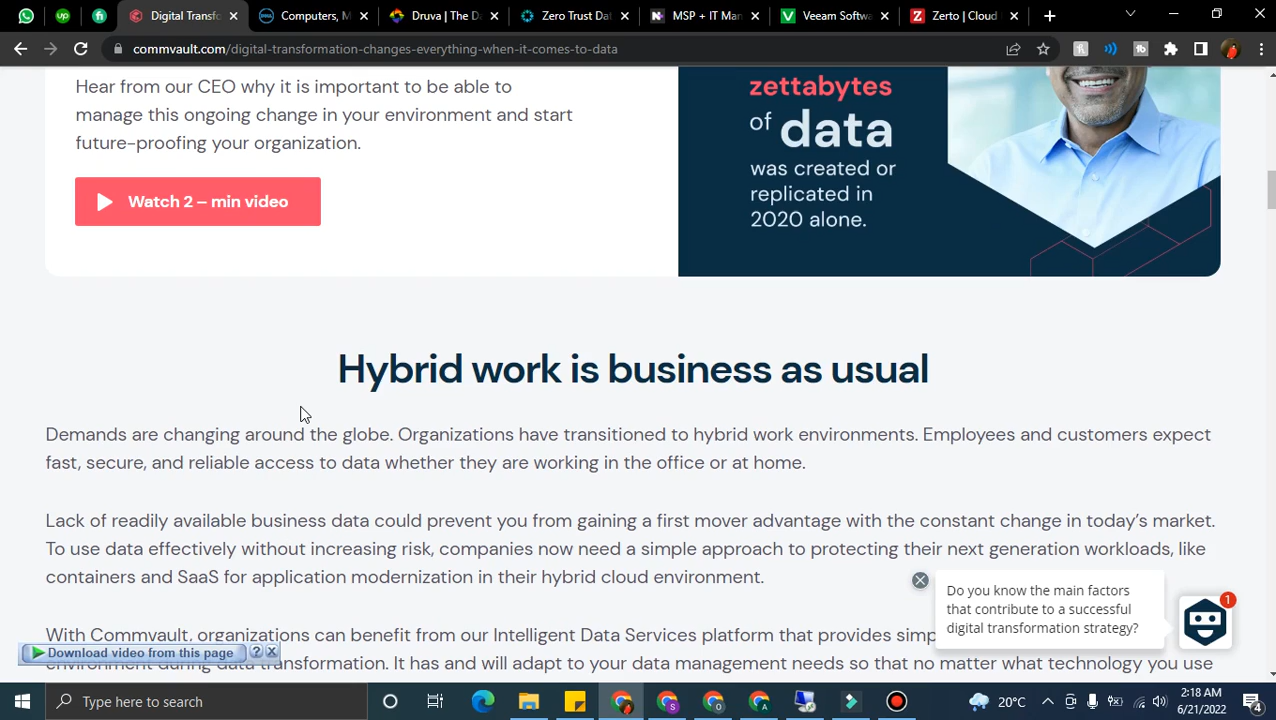 Digital Transfo
Computers, M
Druva | The Da
Zero Trust Dat
MSP + IT Man
Veeam Softwa
Zerto | Cloud
commvault.com/digital-transformation-changes-everything-when-it-comes-to-data
Hear from our CEO why it is important to be able to
manage this ongoing change in your environment and start
future-proofing your organization.
Watch 2 – min video
zettabytes
of data
was created or
replicated in
2020 alone.
Hybrid work is business as usual
Demands are changing around the globe. Organizations have transitioned to hybrid work environments. Employees and customers expect
fast, secure, and reliable access to data whether they are working in the office or at home.
Lack of readily available business data could prevent you from gaining a first mover advantage with the constant change in today’s market.
To use data effectively without increasing risk, companies now need a simple approach to protecting their next generation workloads, like
containers and SaaS for application modernization in their hybrid cloud environment.
Do you know the main factors
that contribute to a successful
digital transformation strategy?
1
With Commvault, organizations can benefit from our Intelligent Data Services platform that provides
Download video from this page
environment during data transformation. It has and will adapt to your data management needs so that no matter what technology you use
Type here to search
20°C
2:18 AM
6/21/2022
4